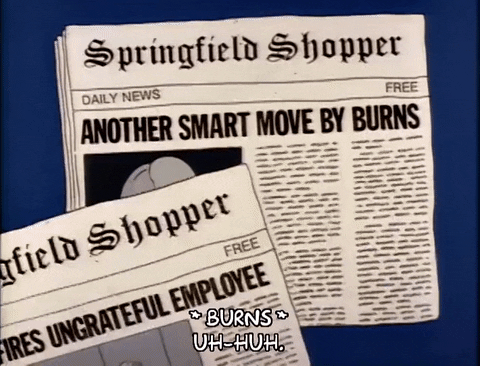 Springfield Shopper
DAILY NEWS
FREE
ANOTHER SMART MOVE BY BURNS
gfield Shopper
FREE
FIRES UNGRATEFUL EMPLOYEE
* BURNS *
UH-HUH.